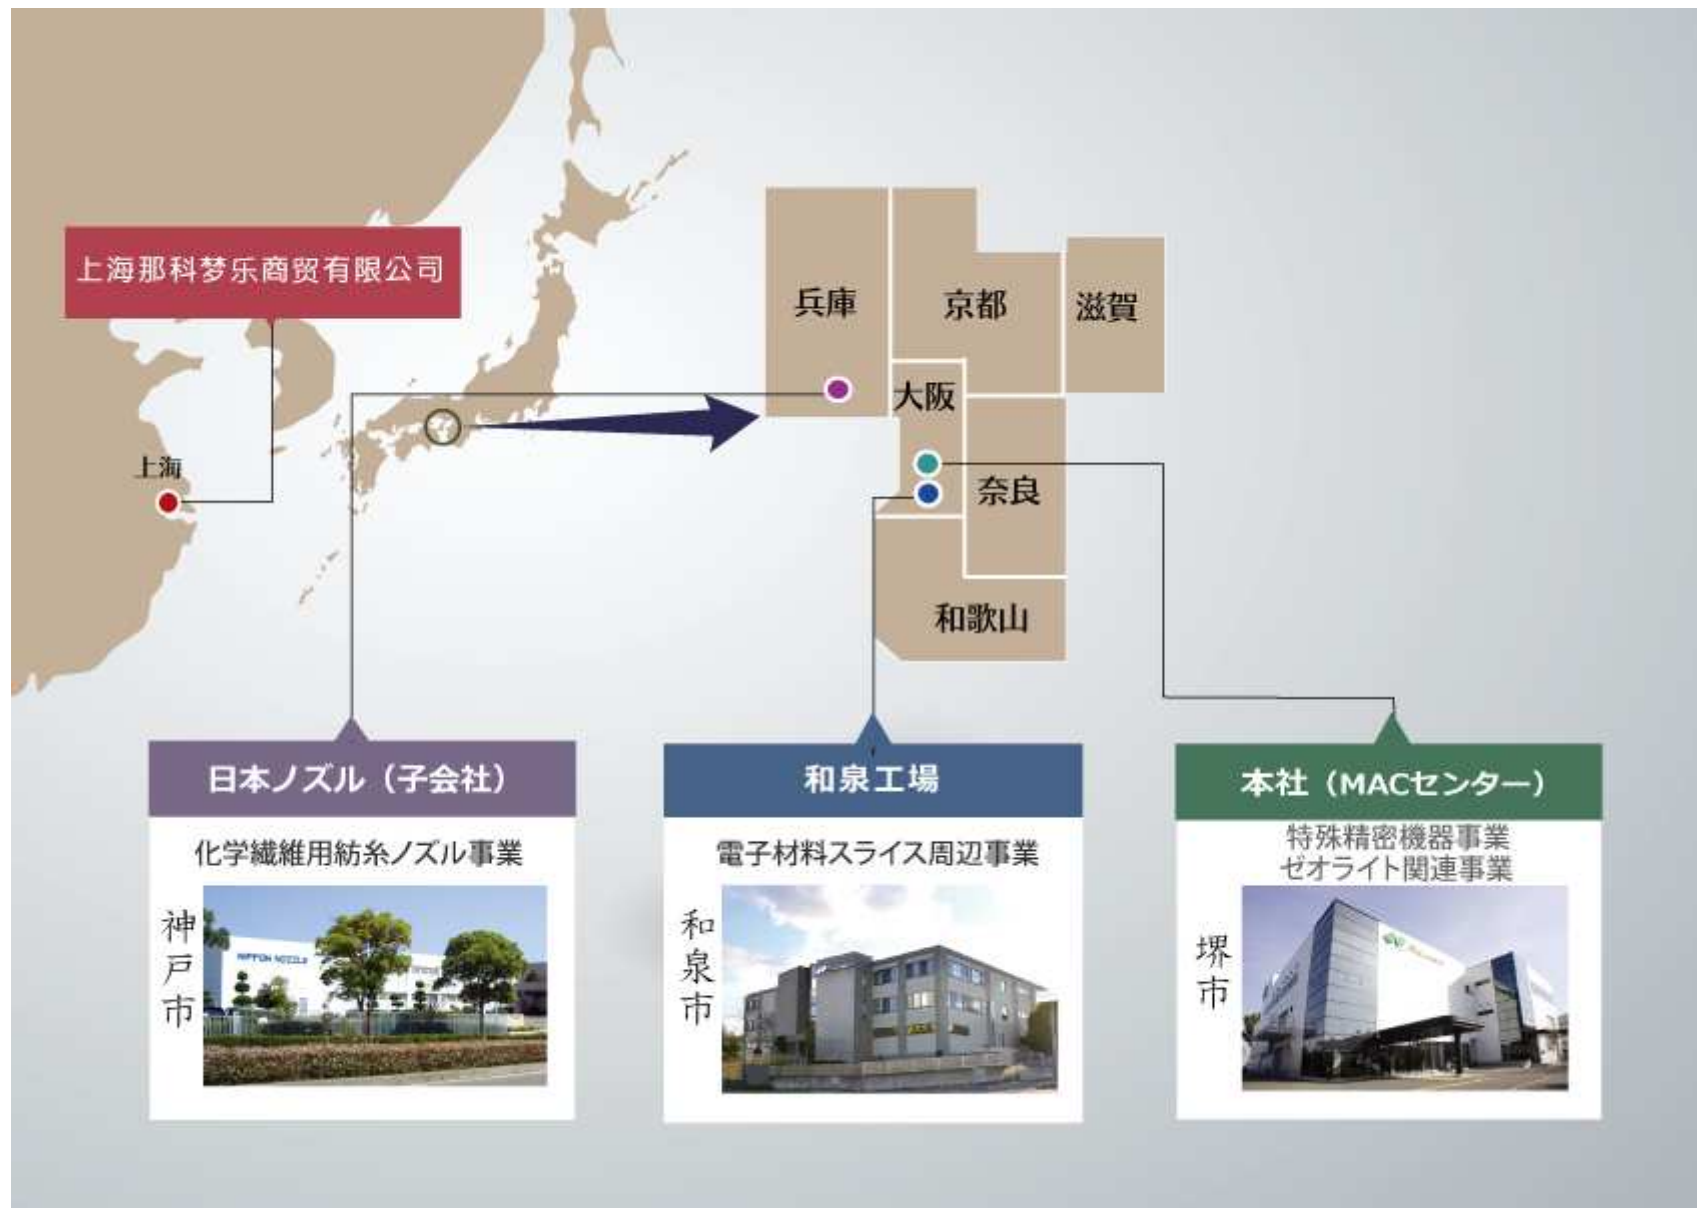 上海那科梦乐商贸有限公司
上海
兵庫
京都
滋賀
大阪
奈良
和歌山
日本ノズル（子会社）
化学繊維用紡糸ノズル事業
神戸市
NIPPON NOZZLE
和泉工場
電子材料スライス周辺事業
和泉市
本社（MACセンター）
特殊精密機器事業
ゼオライト関連事業
堺市